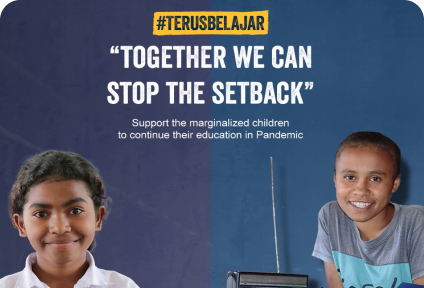 #TERUSBELAJAR
“TOGETHER WE CAN
STOP THE SETBACK”
Support the marginalized children
to continue their education in Pandemic